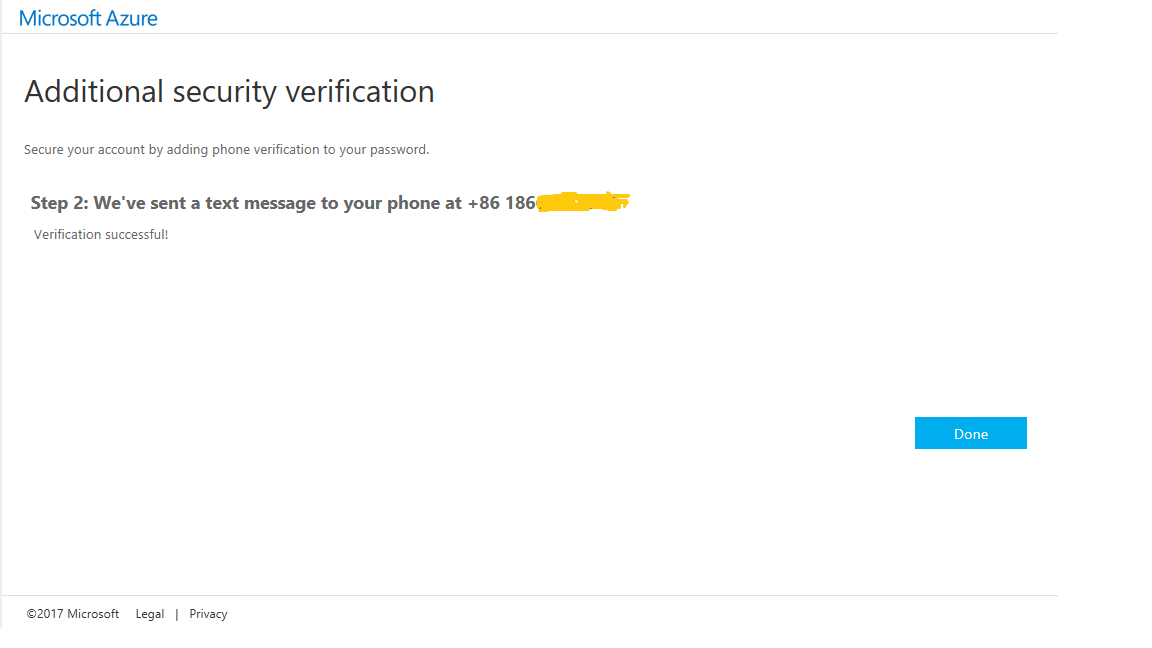 Microsoft Azure
Additional security verification
Secure your account by adding phone verification to your password.
Step 2: We've sent a text message to your phone at +86 186
Verification successful!
Done
©2017 Microsoft Legal | Privacy